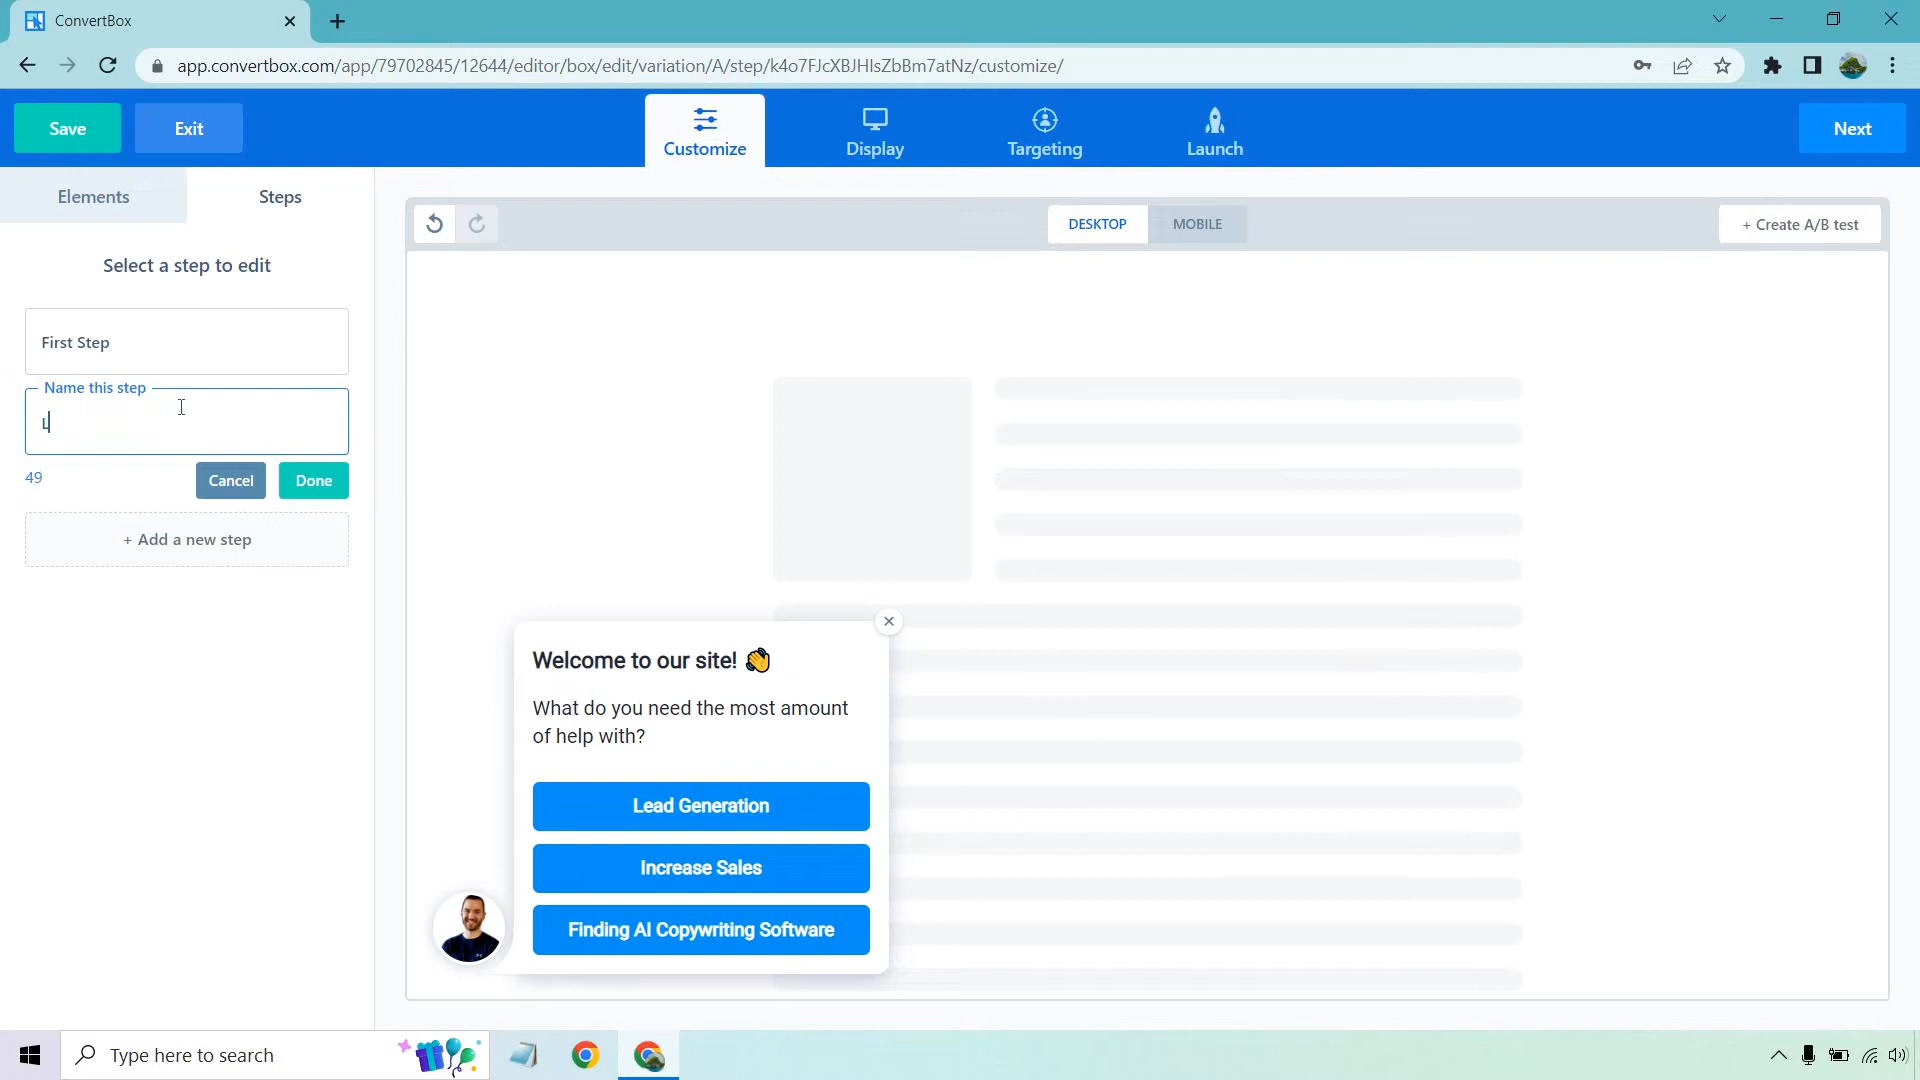 ConvertBox
app.convertbox.com/app/79702845/12644/editor/box/edit/variation/A/step/k4o7FJcXBJHIsZbBm7atNz/customize/
Save
Exit
Customize
Display
Targeting
Launch
Next
Elements
Steps
DESKTOP
MOBILE
+ Create A/B test
Select a step to edit
First Step
Name this step
L
49
Cancel
Done
+ Add a new step
Welcome to our site! 👋
What do you need the most amount
of help with?
Lead Generation
Increase Sales
Finding AI Copywriting Software
Type here to search